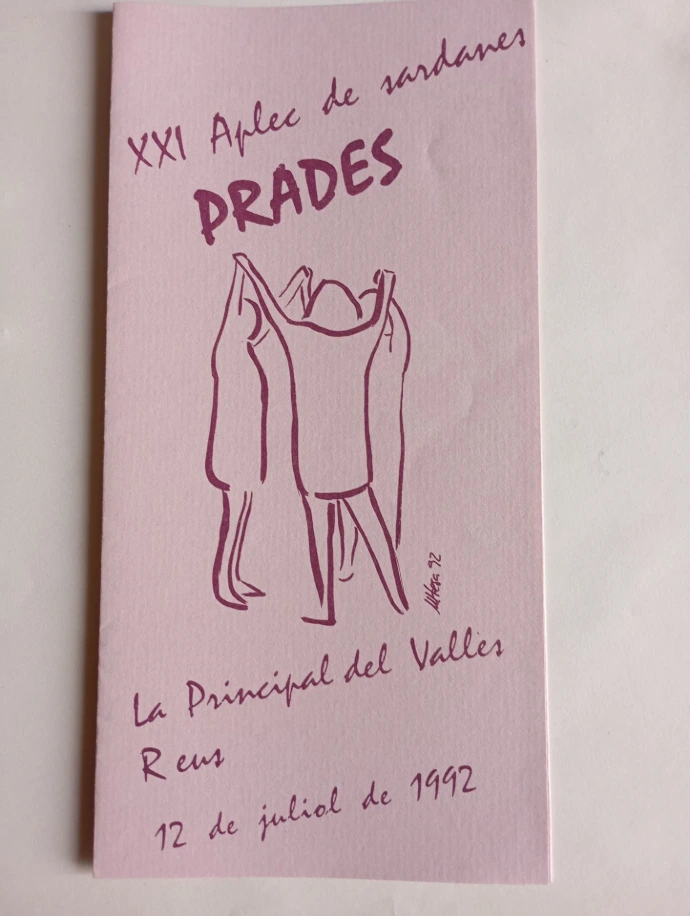 XXI Aplec de sardanes
PRADES
La Principal del Vallès
Reus
12 de juliol de 1992